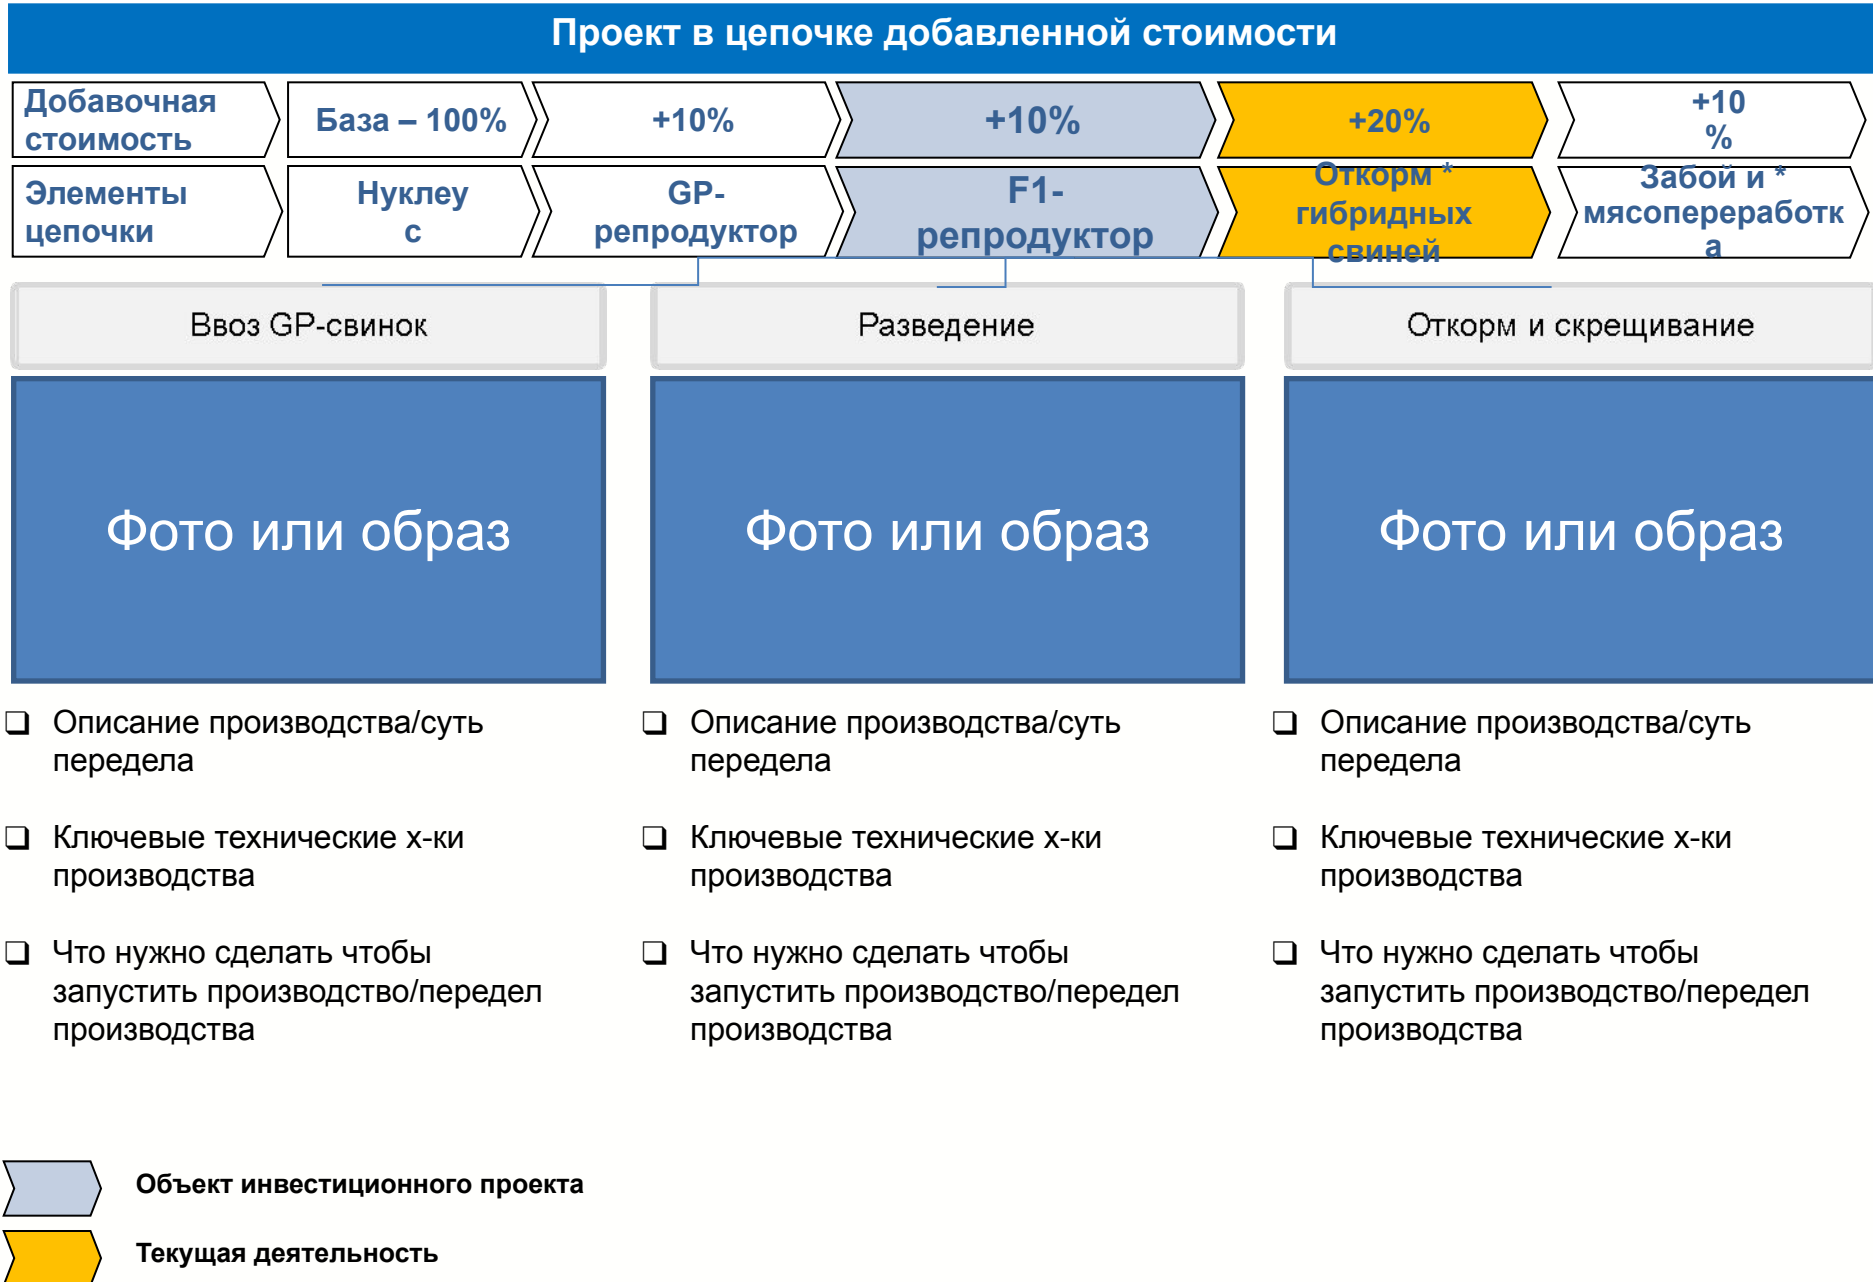 Проект в цепочке добавленной стоимости
Добавочная
стоимость
База – 100%
+10%
+10%
+20%
+10
%
Элементы
цепочки
Нуклеу
с
GP-
репродуктор
F1-
репродуктор
Откорм *
гибридных
свиней
Забой и *
мясопереработк
а
Ввоз GP-свинок
Разведение
Откорм и скрещивание
Фото или образ
Фото или образ
Фото или образ
Описание производства/суть
передела
Ключевые технические х-ки
производства
Что нужно сделать чтобы
запустить производство/передел
производства
Описание производства/суть
передела
Ключевые технические х-ки
производства
Что нужно сделать чтобы
запустить производство/передел
производства
Описание производства/суть
передела
Ключевые технические х-ки
производства
Что нужно сделать чтобы
запустить производство/передел
производства
Объект инвестиционного проекта
Текущая деятельность